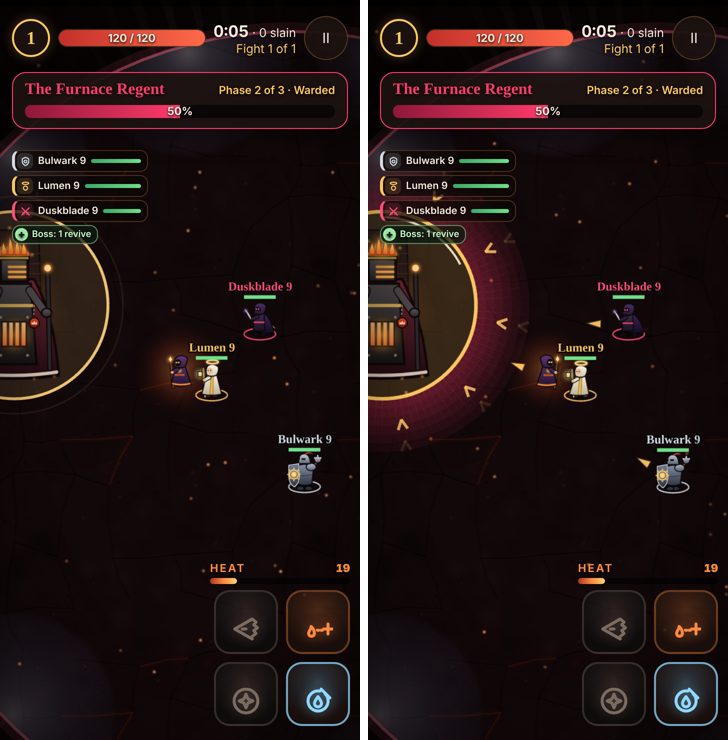 1
120 / 120
0:05 · 0 slain
Fight 1 of 1
The Furnace Regent
Phase 2 of 3 · Warded
50%
Bulwark 9
Lumen 9
Duskblade 9
Boss: 1 revive
Duskblade 9
Lumen 9
Bulwark 9
HEAT 19
1
120 / 120
0:05 · 0 slain
Fight 1 of 1
The Furnace Regent
Phase 2 of 3 · Warded
50%
Bulwark 9
Lumen 9
Duskblade 9
Boss: 1 revive
Duskblade 9
Lumen 9
Bulwark 9
HEAT 19